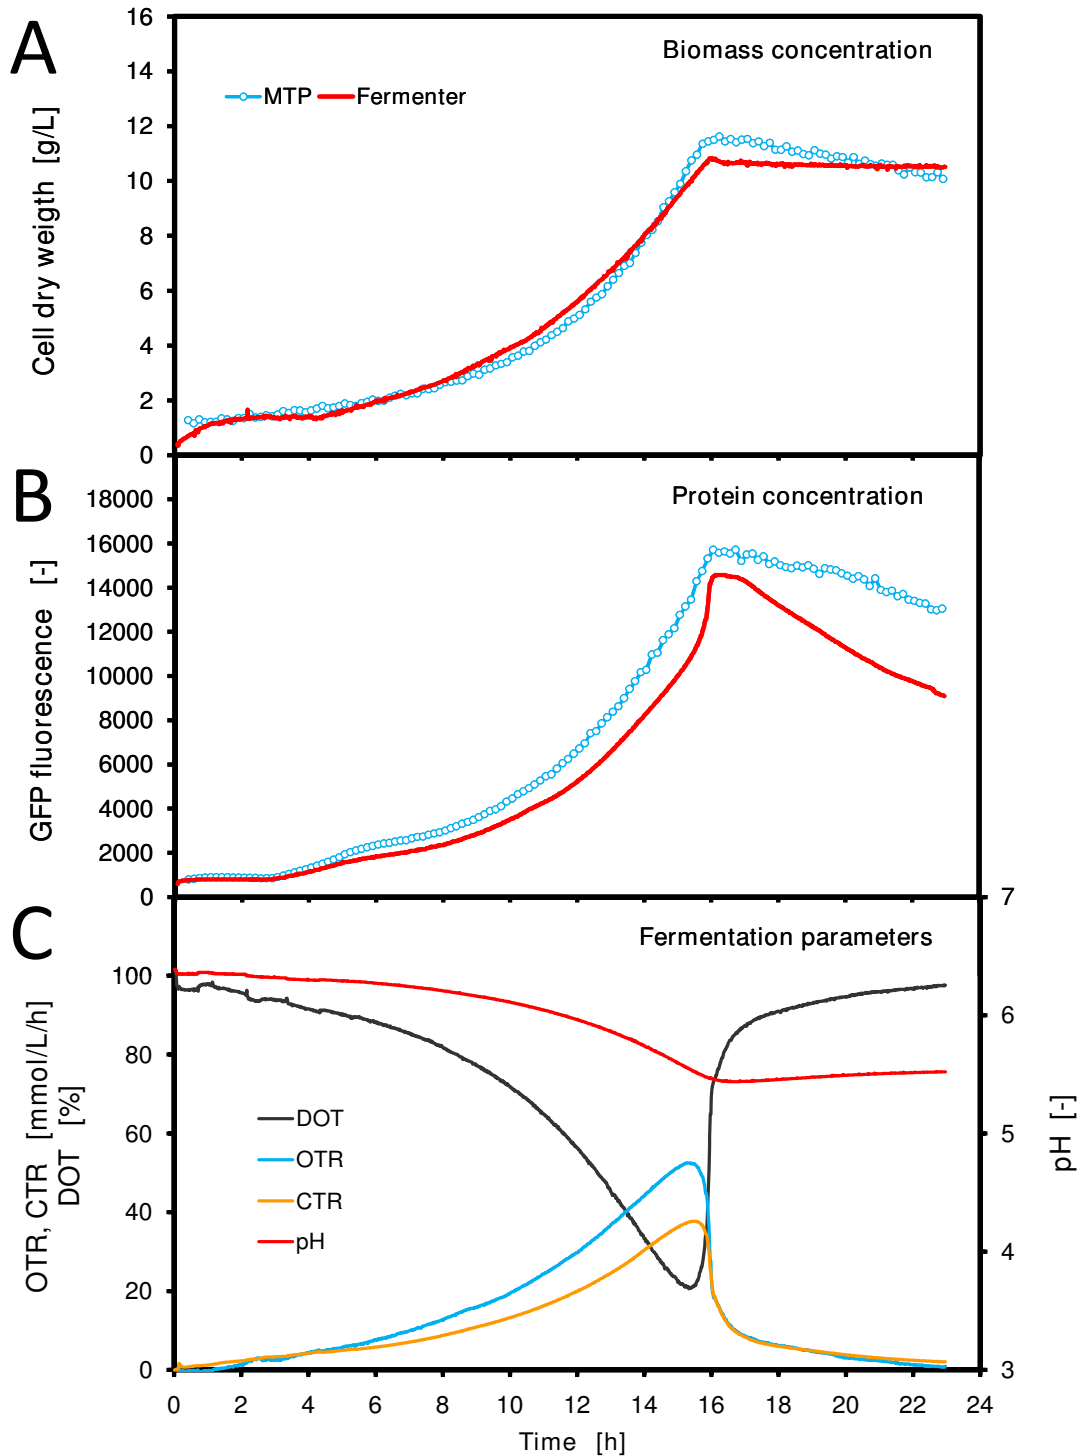 A
Biomass concentration
MTP Fermenter
Cell dry weigth [g/L]
16
14
12
10
8
6
4
2
0
B
Protein concentration
GFP fluorescence [-]
18000
16000
14000
12000
10000
8000
6000
4000
2000
0
C
Fermentation parameters
OTR, CTR [mmol/L/h]
DOT [%]
100
80
60
40
20
0
DOT
OTR
CTR
pH
7
6
5
4
3
pH [-]
0 2 4 6 8 10 12 14 16 18 20 22 24
Time [h]